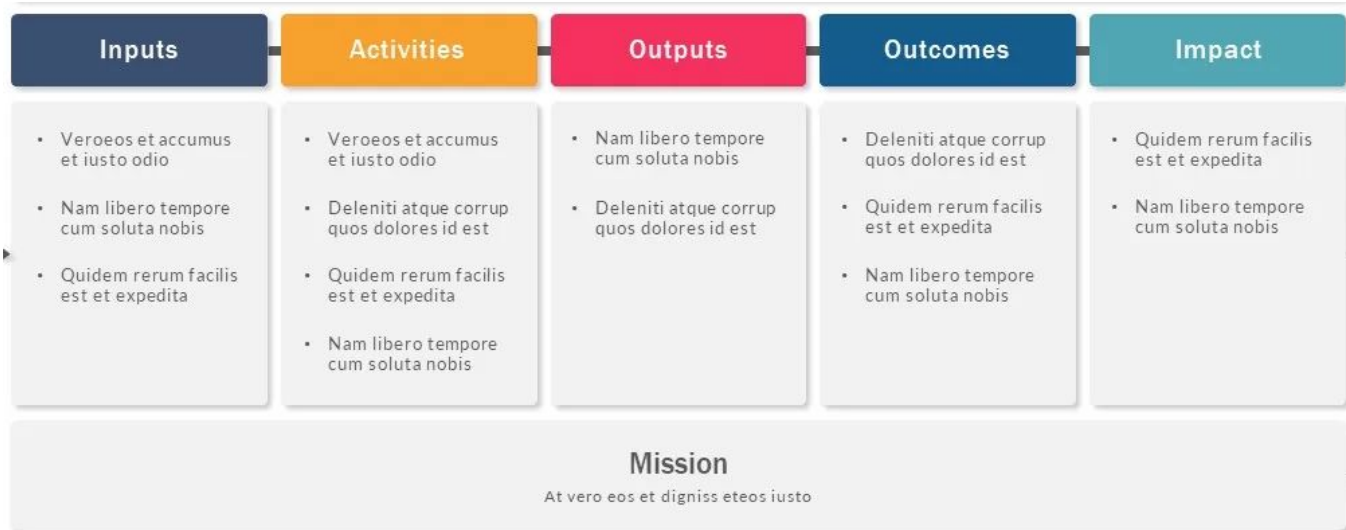 Inputs
Activities
Outputs
Outcomes
Impact
• Veroeos et accumus
et iusto odio
• Nam libero tempore
cum soluta nobis
• Quidem rerum facilis
est et expedita
• Veroeos et accumus
et iusto odio
• Deleniti atque corrup
quos dolores id est
• Quidem rerum facilis
est et expedita
• Nam libero tempore
cum soluta nobis
• Nam libero tempore
cum soluta nobis
• Deleniti atque corrup
quos dolores id est
• Deleniti atque corrup
quos dolores id est
• Quidem rerum facilis
est et expedita
• Nam libero tempore
cum soluta nobis
• Quidem rerum facilis
est et expedita
• Nam libero tempore
cum soluta nobis
Mission
At vero eos et digniss eteos iusto